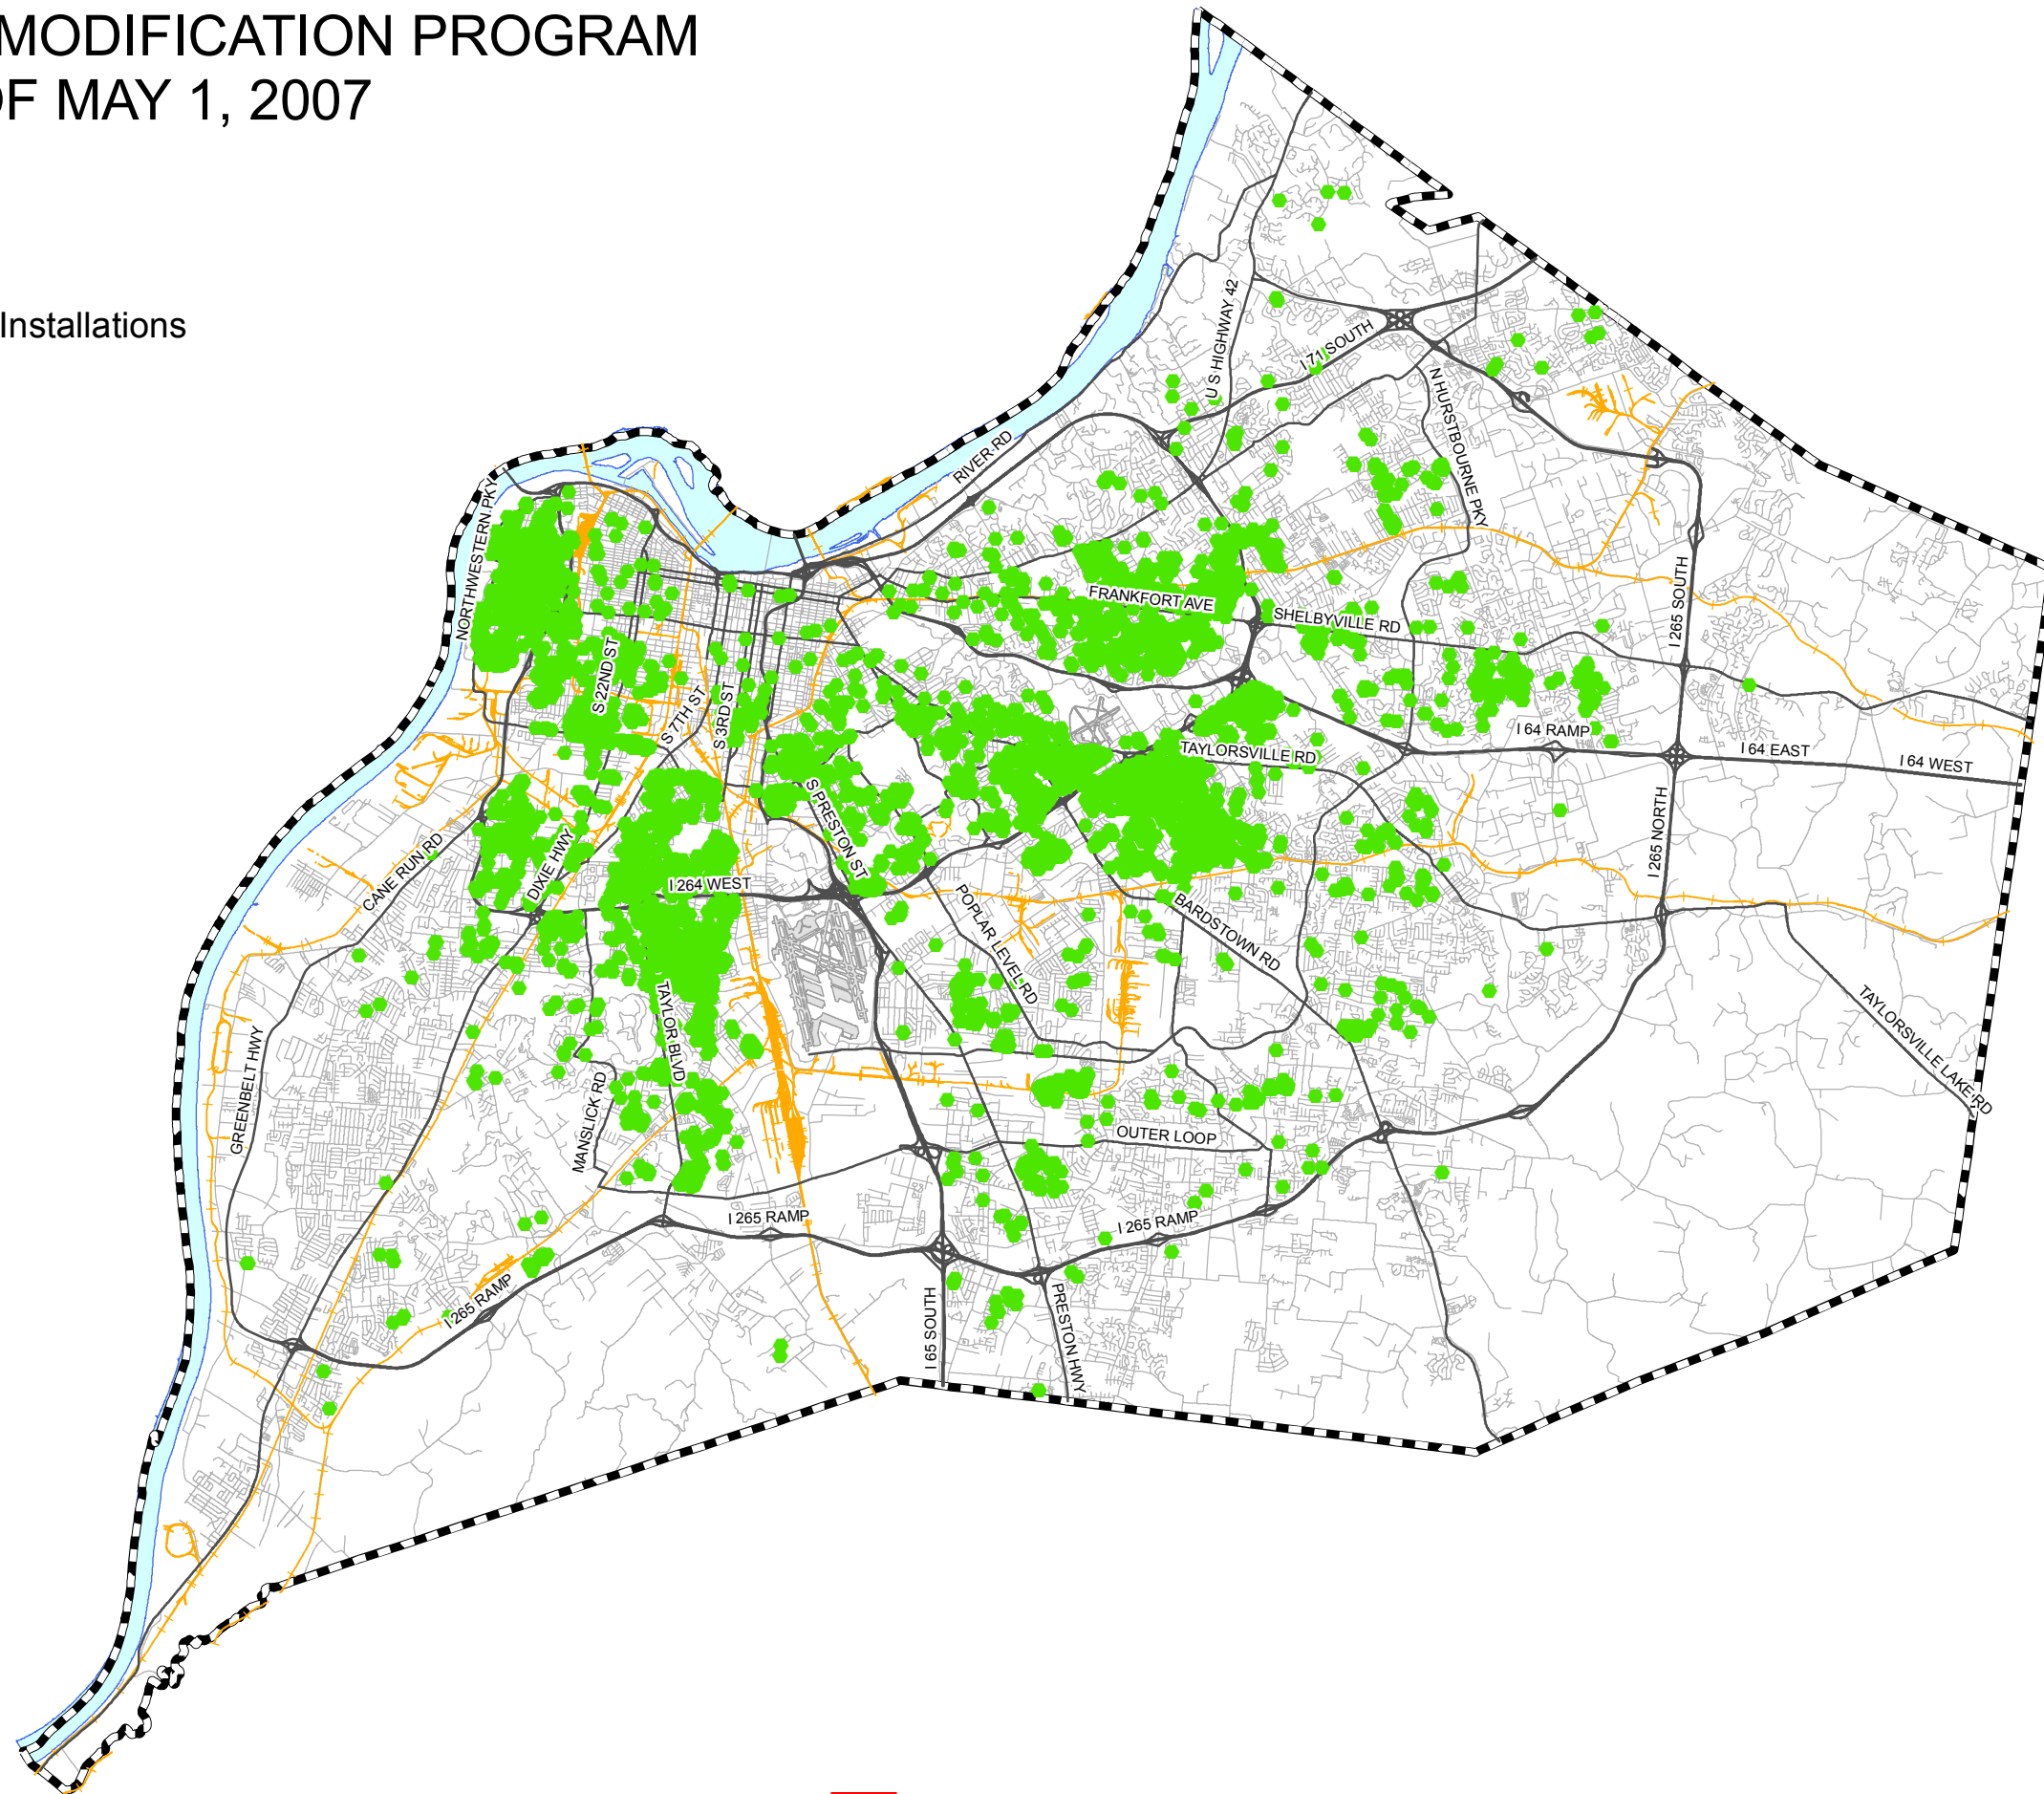 MODIFICATION PROGRAM
OF MAY 1, 2007
Installations
U S HIGHWAY 42
I 71 SOUTH
N HURSTBOURNE PKY
RIVER RD
NORTHWESTERN PKY
FRANKFORT AVE
SHELBYVILLE RD
I 265 SOUTH
S 22ND ST
S 7TH ST
S 3RD ST
TAYLORSVILLE RD
I 64 RAMP
I 64 EAST
I 64 WEST
S PRESTON ST
I 265 NORTH
CANE RUN RD
DIXIE HWY
I 264 WEST
POPLAR LEVEL RD
BARDSTOWN RD
TAYLOR BLVD
TAYLORSVILLE LAKE RD
GREENBELT HWY
MANSLICK RD
OUTER LOOP
I 265 RAMP
I 265 RAMP
I 265 RAMP
I 65 SOUTH
PRESTON HWY